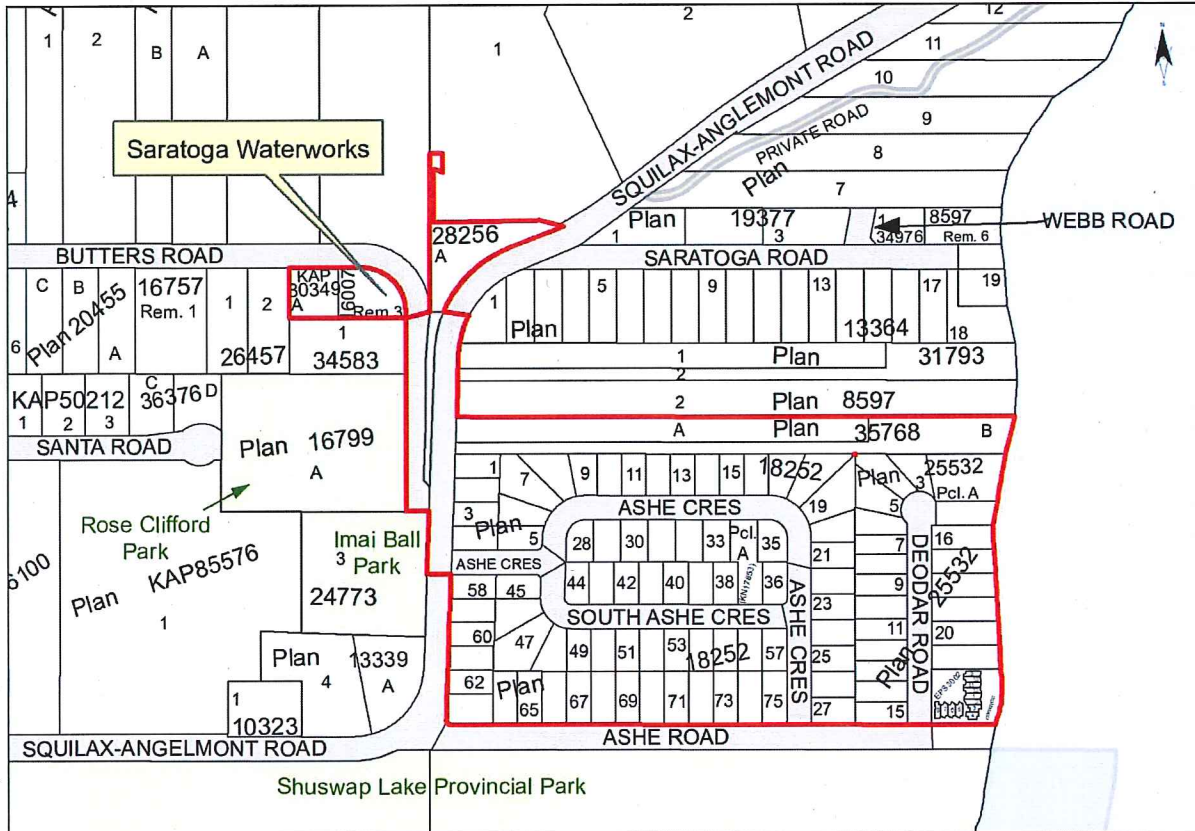 1
2
B
A
1
2
12
11
10
9
8
7
SQUILAX-ANGLEMONT ROAD
PRIVATE ROAD
Plan
Saratoga Waterworks
4
28256
A
Plan 19377
1
3
1
34976
8597
Rem. 6
WEBB ROAD
BUTTERS ROAD
SARATOGA ROAD
C
B
16757
Rem. 1
1
2
KAP
80349
A
6007
Rem 3
6
Plan 20455
A
26457
1
34583
1
5
9
13
17
19
Plan
13364
18
1
Plan
31793
2
2
Plan 8597
KAP50212
1
2
3
C
36376
D
SANTA ROAD
Plan 16799
A
A
Plan
35768
B
Rose Clifford
Park
Imai Ball
Park
3
24773
Plan KAP85576
1
1
7
9
11
13
15
18252
Plan
3
25532
Pcl. A
3
Plan
5
ASHE CRES
19
5
28
30
33
Pcl.
A
35
21
7
16
ASHE CRES
58
45
44
42
40
38
(KN17853)
36
ASHE CRES
23
9
DEODAR ROAD
25532
SOUTH ASHE CRES
60
47
49
51
53
18252
57
25
11
20
Plan
62
Plan
65
67
69
71
73
75
27
15
Plan
4
13339
A
1
10323
SQUILAX-ANGELMONT ROAD
ASHE ROAD
Shuswap Lake Provincial Park